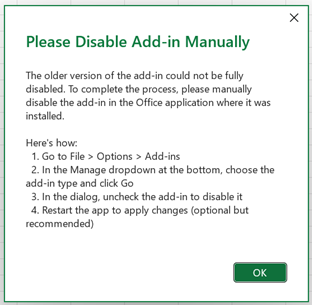 Please Disable Add-in Manually
The older version of the add-in could not be fully
disabled. To complete the process, please manually
disable the add-in in the Office application where it was
installed.
Here's how:
1. Go to File > Options > Add-ins
2. In the Manage dropdown at the bottom, choose the
add-in type and click Go
3. In the dialog, uncheck the add-in to disable it
4. Restart the app to apply changes (optional but
recommended)
OK